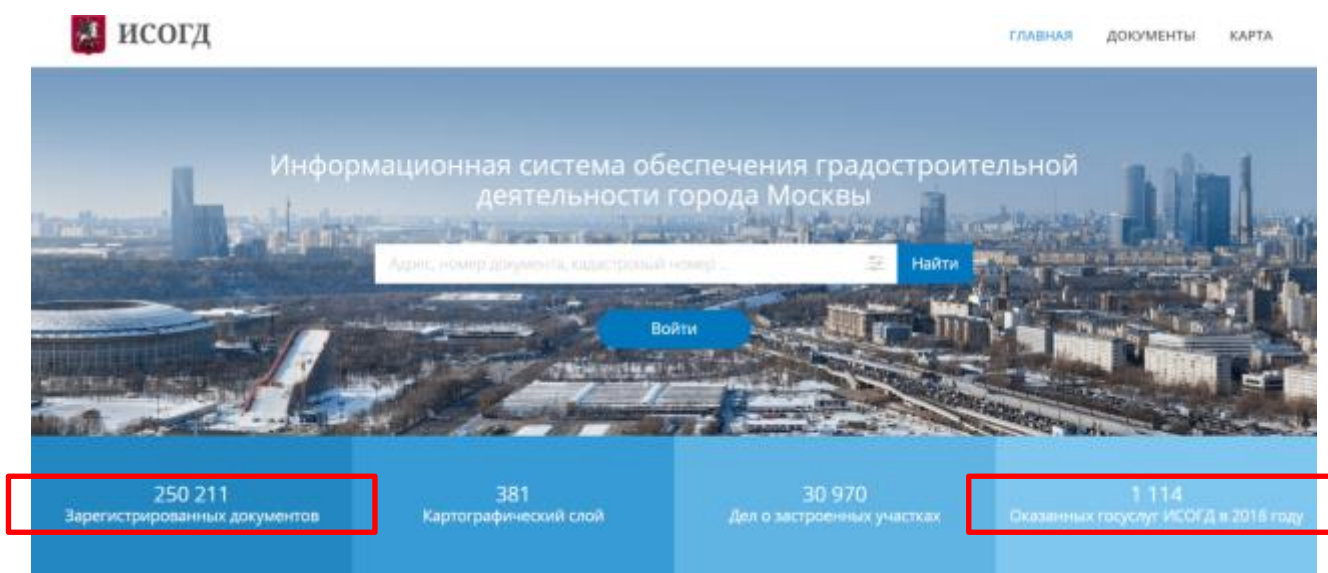 ИСОГД
ГЛАВНАЯ ДОКУМЕНТЫ КАРТА
Информационная система обеспечения градостроительной
деятельности города Москвы
Адрес, номер документа, кадастровый номер ...
Найти
Войти
250 211
Зарегистрированных документов
381
Картографический слой
30 970
Дел о застроенных участках
1 114
Оказанных госуслуг ИСОГД в 2018 году